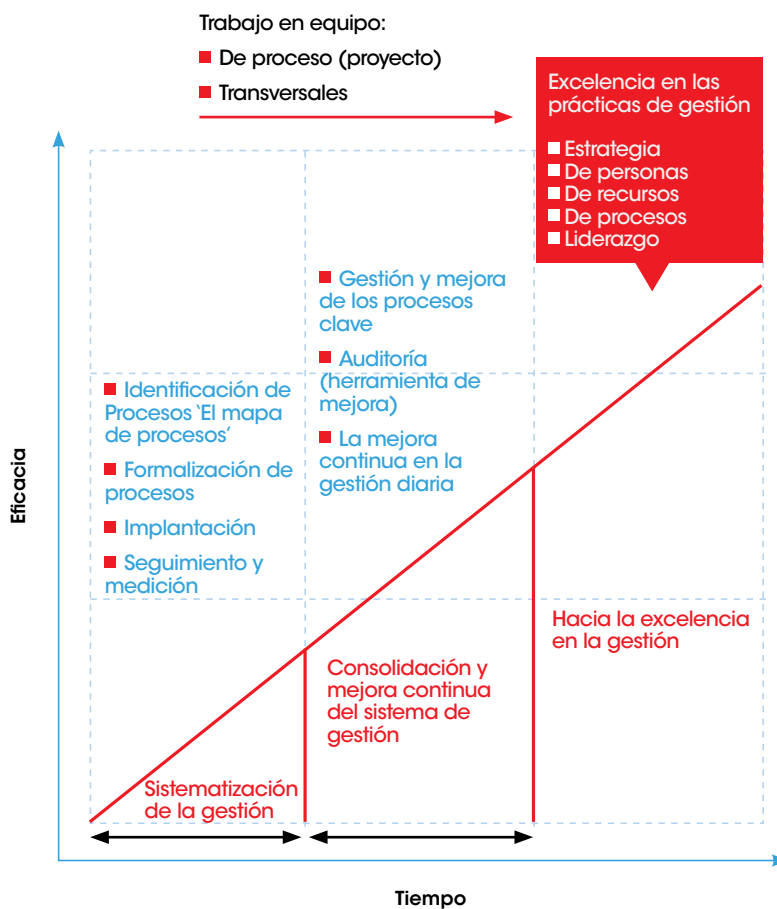 Trabajo en equipo:
De proceso (proyecto)
Transversales
Excelencia en las
prácticas de gestión
Estrategia
De personas
De recursos
De procesos
Liderazgo
Gestión y mejora
de los procesos
clave
Auditoría
(herramienta de
mejora)
La mejora
continua en la
gestión diaria
Identificación de
Procesos ‘El mapa
de procesos‘
Formalización de
procesos
Implantación
Seguimiento y
medición
Eficacia
Hacia la excelencia
en la gestión
Consolidación y
mejora continua
del sistema de
gestión
Sistematización
de la gestión
Tiempo